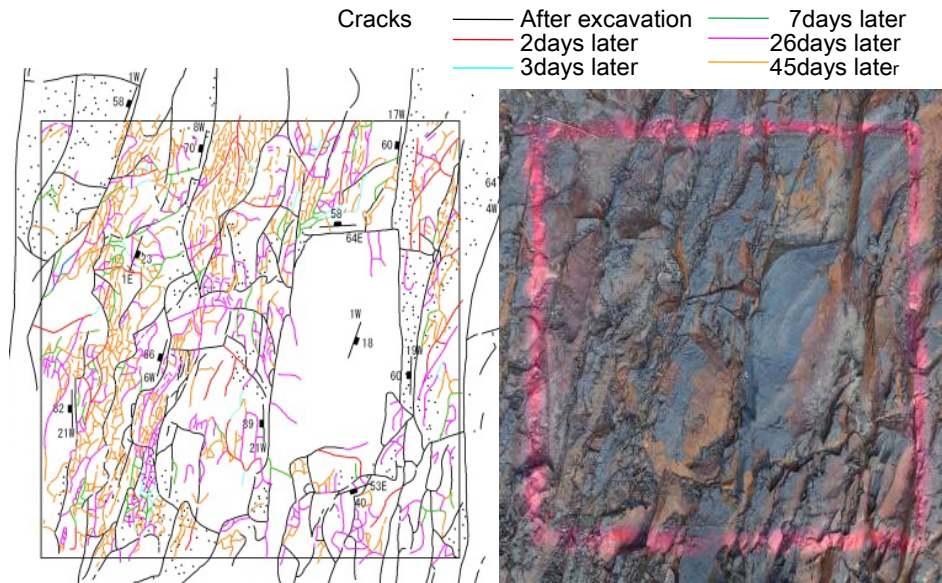 Cracks
After excavation
7days later
2days later
26days later
3days later
45days later
1W
58
8W
70
17W
60
64
4W
58
64E
23
1E
1W
18
86
6W
19W
60
82
21W
89
21W
53E
40